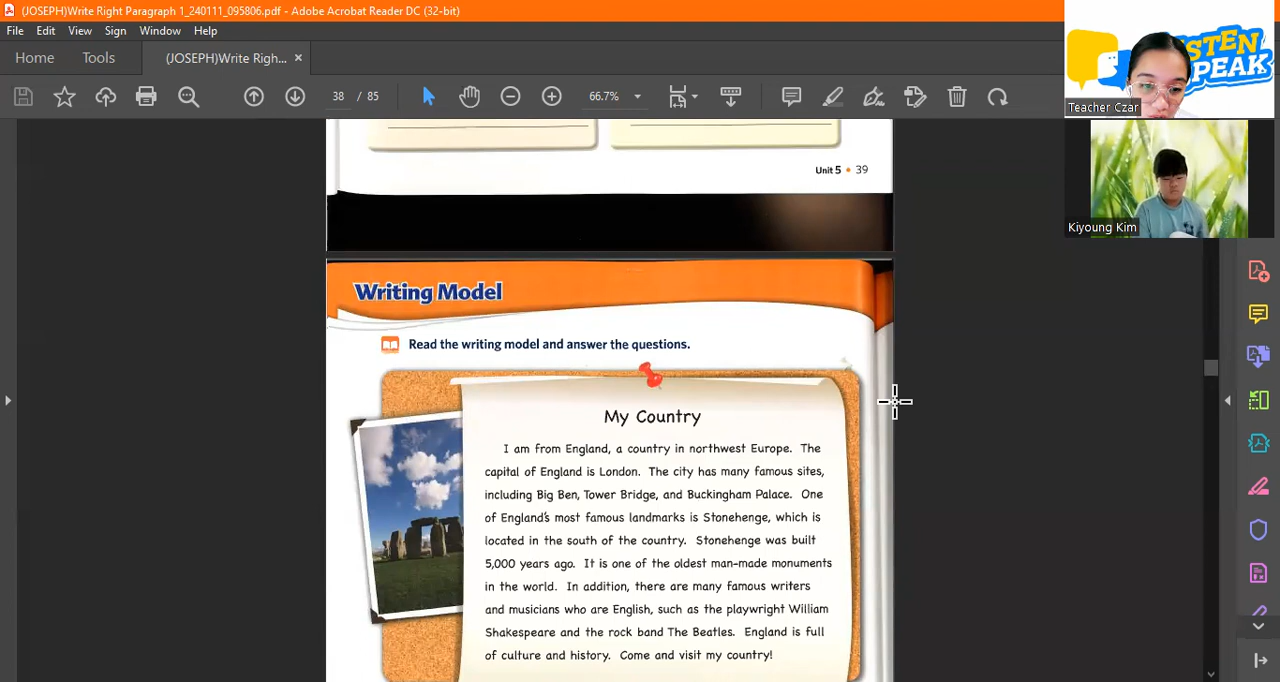 (JOSEPH)Write Right Paragraph 1_240111_095806.pdf - Adobe Acrobat Reader DC (32-bit)
File Edit View Sign Window Help
Home Tools (JOSEPH)Write Righ... ×
38 / 85 66.7%
STEN
PEAK
Teacher Czar
Kiyoung Kim
Unit 5 • 39
Writing Model
Read the writing model and answer the questions.
My Country
I am from England, a country in northwest Europe. The
capital of England is London. The city has many famous sites,
including Big Ben, Tower Bridge, and Buckingham Palace. One
of England's most famous landmarks is Stonehenge, which is
located in the south of the country. Stonehenge was built
5,000 years ago. It is one of the oldest man-made monuments
in the world. In addition, there are many famous writers
and musicians who are English, such as the playwright William
Shakespeare and the rock band The Beatles. England is full
of culture and history. Come and visit my country!